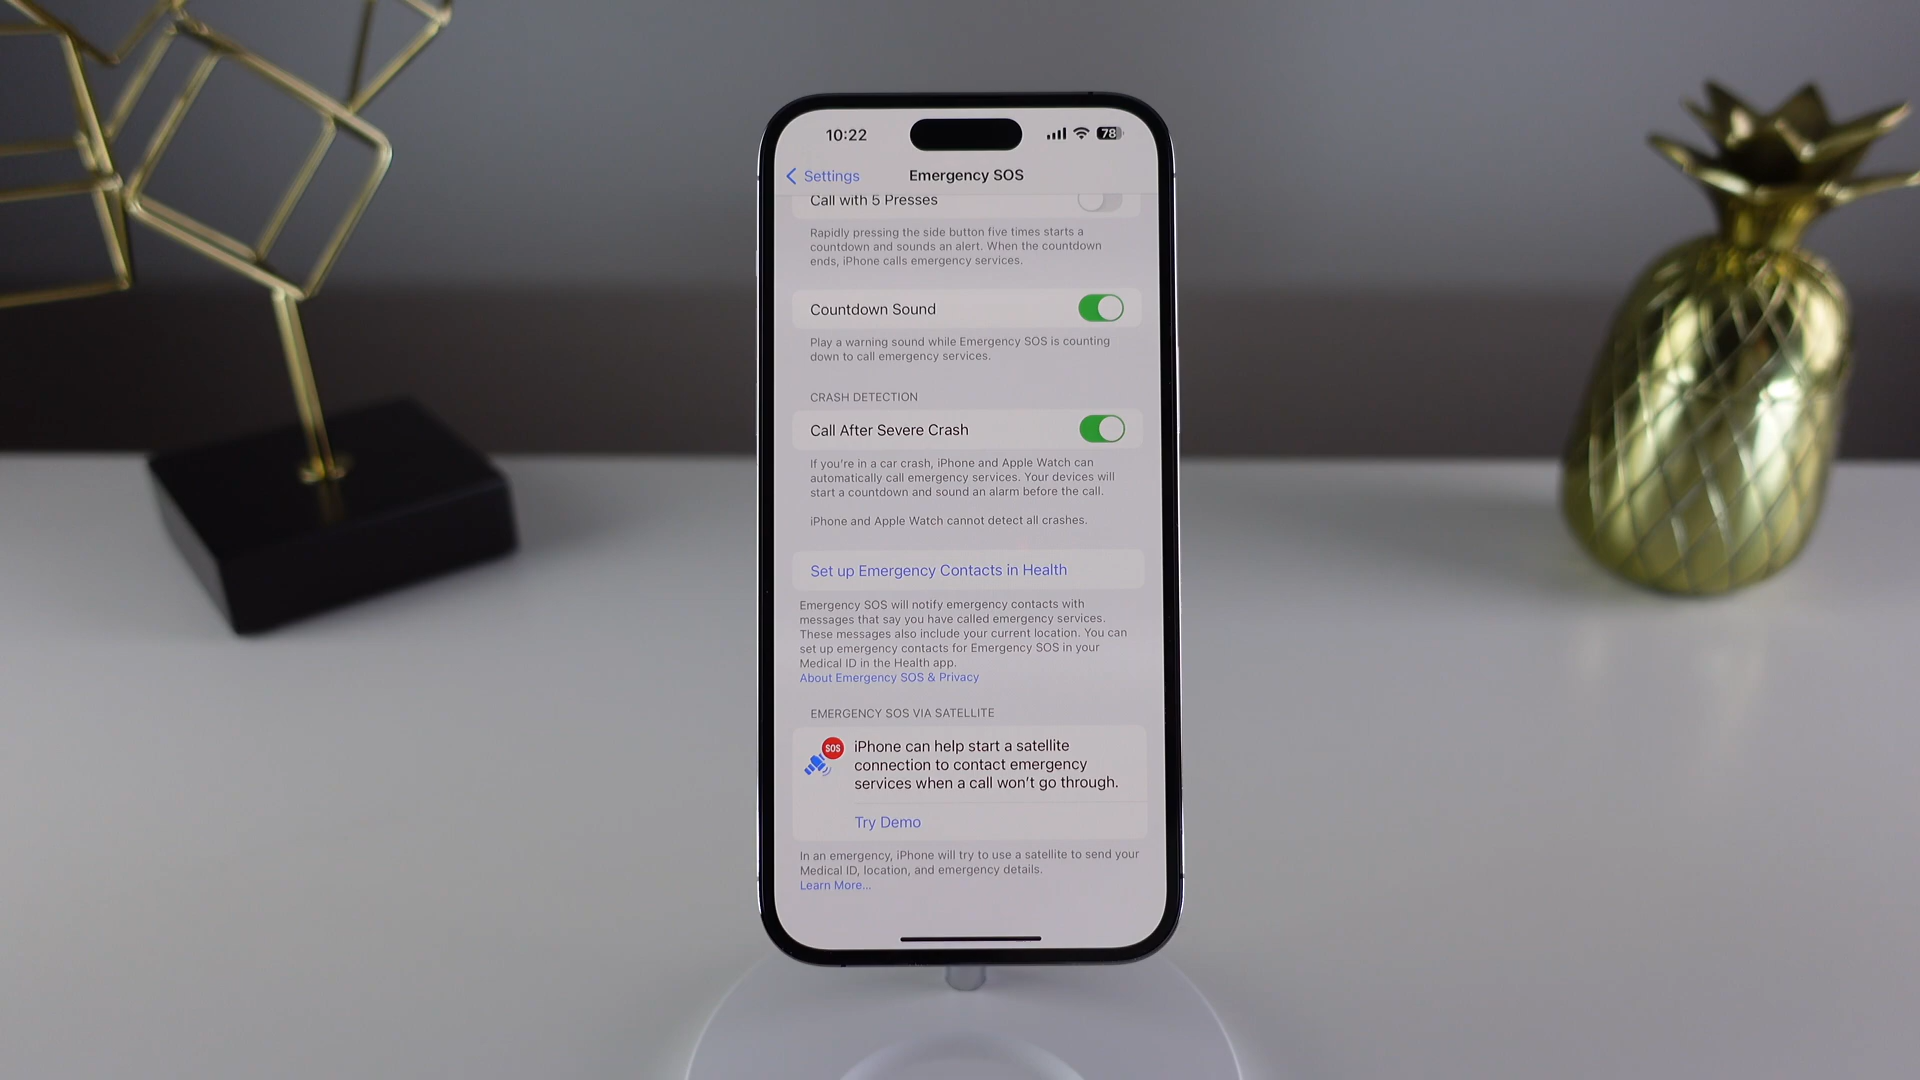 10:22
78
Settings
Emergency SOS
Call with 5 Presses
Rapidly pressing the side button five times starts a
countdown and sounds an alert. When the countdown
ends, iPhone calls emergency services.
Countdown Sound
Play a warning sound while Emergency SOS is counting
down to call emergency services.
CRASH DETECTION
Call After Severe Crash
If you're in a car crash, iPhone and Apple Watch can
automatically call emergency services. Your devices will
start a countdown and sound an alarm before the call.
iPhone and Apple Watch cannot detect all crashes.
Set up Emergency Contacts in Health
Emergency SOS will notify emergency contacts with
messages that say you have called emergency services.
These messages also include your current location. You can
set up emergency contacts for Emergency SOS in your
Medical ID in the Health app.
About Emergency SOS & Privacy
EMERGENCY SOS VIA SATELLITE
SOS
iPhone can help start a satellite
connection to contact emergency
services when a call won't go through.
Try Demo
In an emergency, iPhone will try to use a satellite to send your
Medical ID, location, and emergency details.
Learn More...